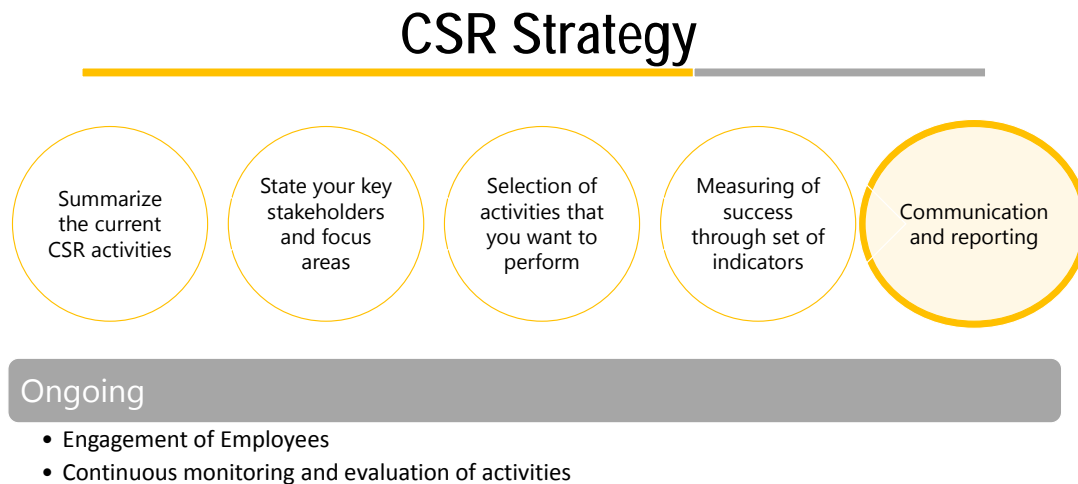 CSR Strategy
Summarize
the current
CSR activities
State your key
stakeholders
and focus
areas
Selection of
activities that
you want to
perform
Measuring of
success
through set of
indicators
Communication
and reporting
Ongoing
• Engagement of Employees
• Continuous monitoring and evaluation of activities